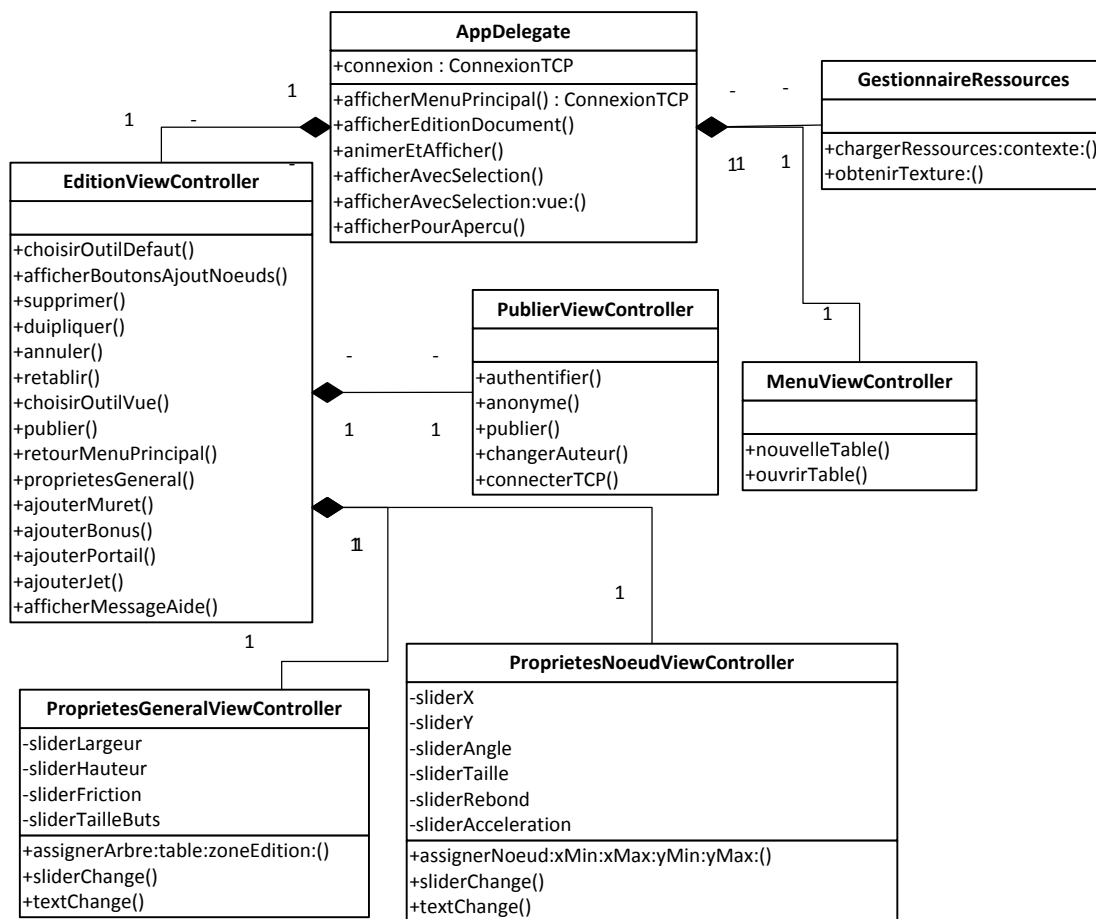 AppDelegate
+connexion : ConnexionTCP
+afficherMenuPrincipal() : ConnexionTCP
+afficherEditionDocument()
+animerEtAfficher()
+afficherAvecSelection()
+afficherAvecSelection:vue:()
+afficherPourApercu()
GestionnaireRessources
+chargerRessources:contexte:()
+obtenirTexture:()
1
1
-
-
-
-
11
1
1
EditionViewController
+choisirOutilDefaut()
+afficherBoutonsAjoutNoeuds()
+supprimer()
+duipliquer()
+annuler()
+retablir()
+choisirOutilVue()
+publier()
+retourMenuPrincipal()
+proprietesGeneral()
+ajouterMuret()
+ajouterBonus()
+ajouterPortail()
+ajouterJet()
+afficherMessageAide()
PublierViewController
+authentifier()
+anonyme()
+publier()
+changerAuteur()
+connecterTCP()
-
-
1
1
MenuViewController
+nouvelleTable()
+ouvrirTable()
11
1
1
ProprietesGeneralViewController
-sliderLargeur
-sliderHauteur
-sliderFriction
-sliderTailleButs
+assignerArbre:table:zoneEdition:()
+sliderChange()
+textChange()
ProprietesNoeudViewController
-sliderX
-sliderY
-sliderAngle
-sliderTaille
-sliderRebond
-sliderAcceleration
+assignerNoeud:xMin:xMax:yMin:yMax:()
+sliderChange()
+textChange()